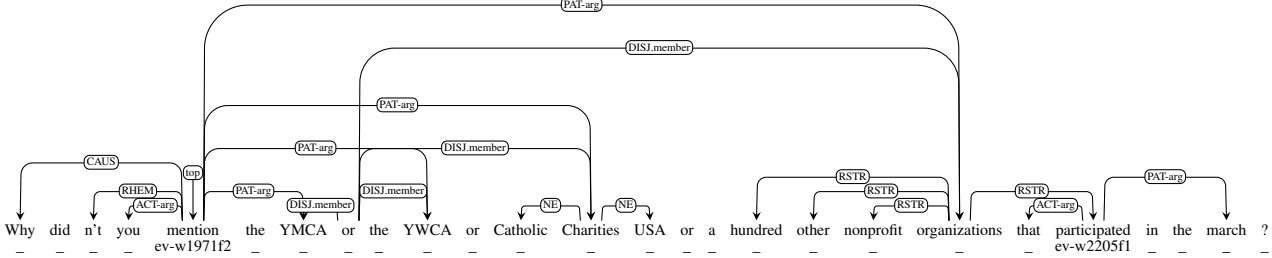 PAT-arg
DISJ.member
PAT-arg
PAT-arg DISJ.member
CAUS top RSTR PAT-arg
RHEM PAT-arg DISJ.member RSTR RSTR
ACT-arg DISJ.member NE NE RSTR ACT-arg
Why did n't you mention the YMCA or the YWCA or Catholic Charities USA or a hundred other nonprofit organizations that participated in the march ?
_ _ _ _ ev-w1971f2 _ _ _ _ _ _ _ _ _ _ _ _ _ _ _ _ ev-w2205f1 _ _ _ _